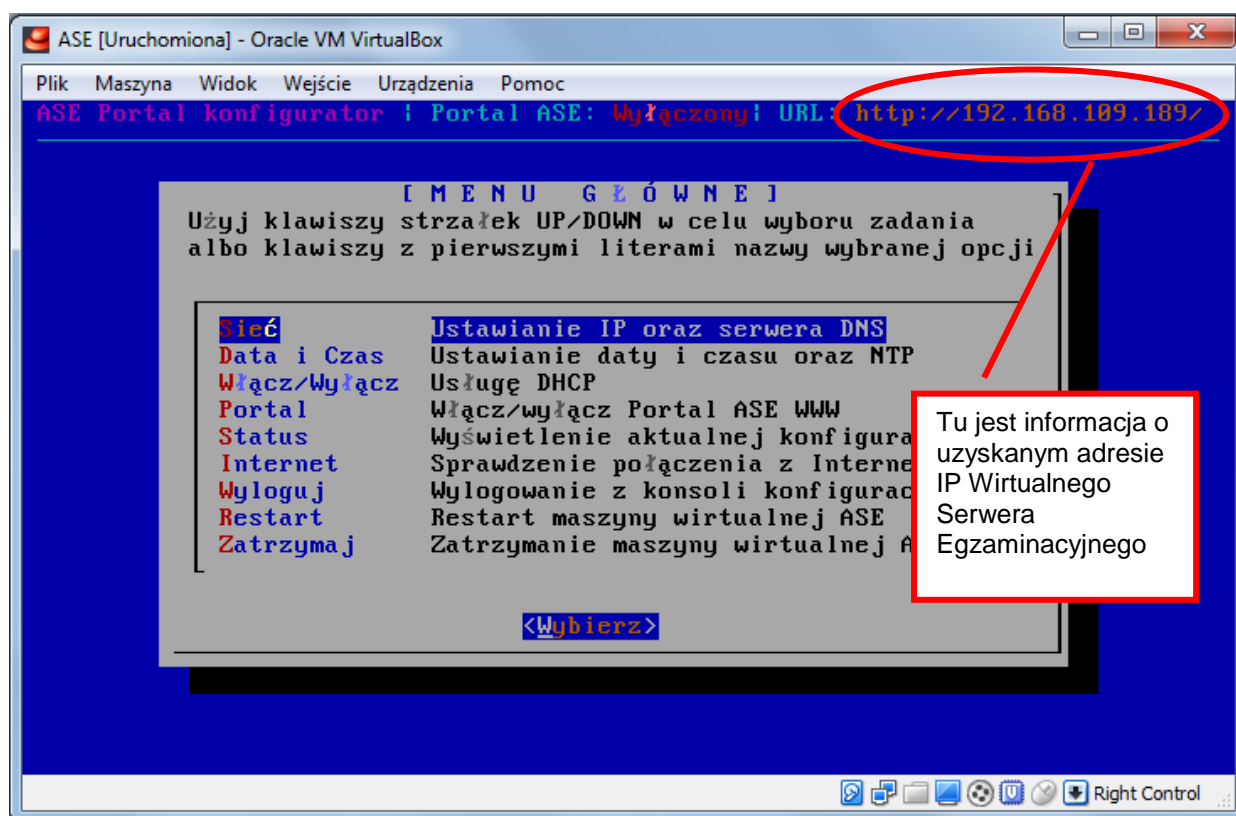 ASE [Uruchomiona] - Oracle VM VirtualBox
Plik Maszyna Widok Wejście Urządzenia Pomoc
ASE Portal konfigurator | Portal ASE: Wyłączony| URL: http://192.168.109.189/
[ M E N U G Ł Ó W N E ]
Użyj klawiszy strzałek UP/DOWN w celu wyboru zadania
albo klawiszy z pierwszymi literami nazwy wybranej opcji
Sieć Ustawianie IP oraz serwera DNS
Data i Czas Ustawianie daty i czasu oraz NTP
Włącz/Wyłącz Usługę DHCP
Portal Włącz/wyłącz Portal ASE WWW
Status Wyświetlenie aktualnej konfigura
Internet Sprawdzenie połączenia z Interne
Wyloguj Wylogowanie z konsoli konfigurac
Restart Restart maszyny wirtualnej ASE
Zatrzymaj Zatrzymanie maszyny wirtualnej A
<Wybierz>
Tu jest informacja o
uzyskanym adresie
IP Wirtualnego
Serwera
Egzaminacyjnego
Right Control